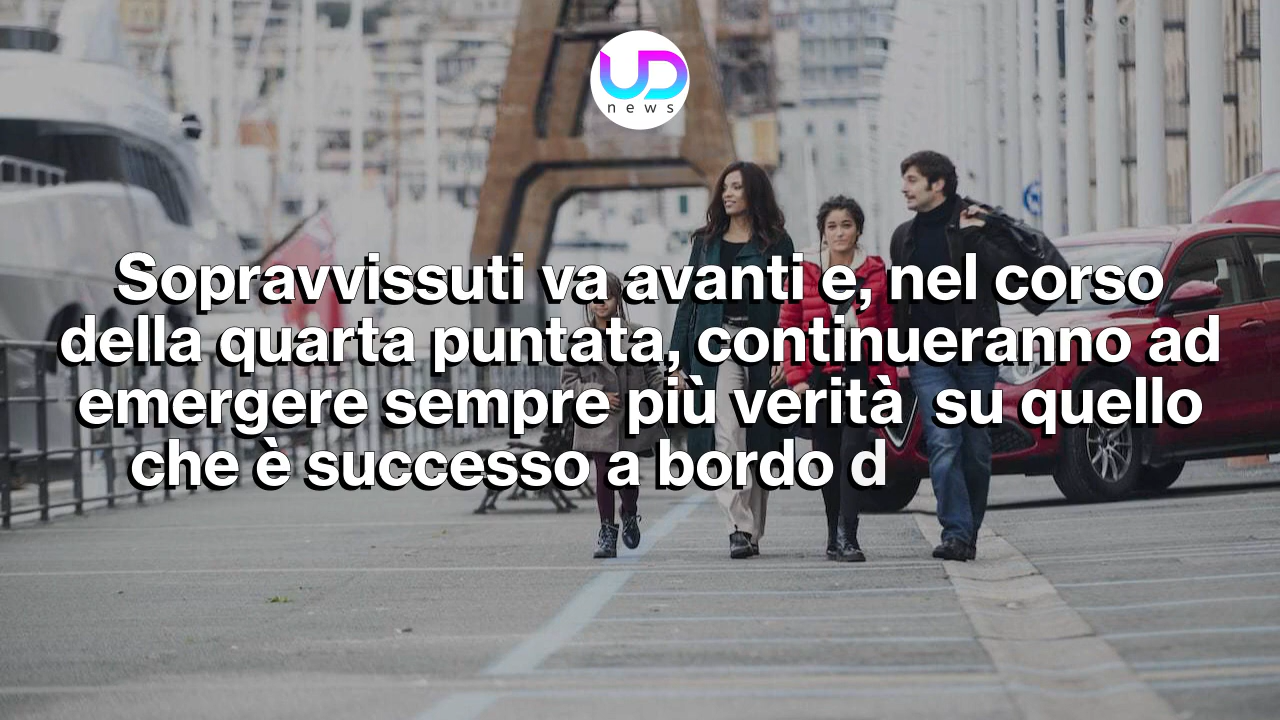 UD
news
Sopravvissuti va avanti e, nel corso
della quarta puntata, continueranno ad
emergere sempre più verità  su quello
che è successo a bordo d